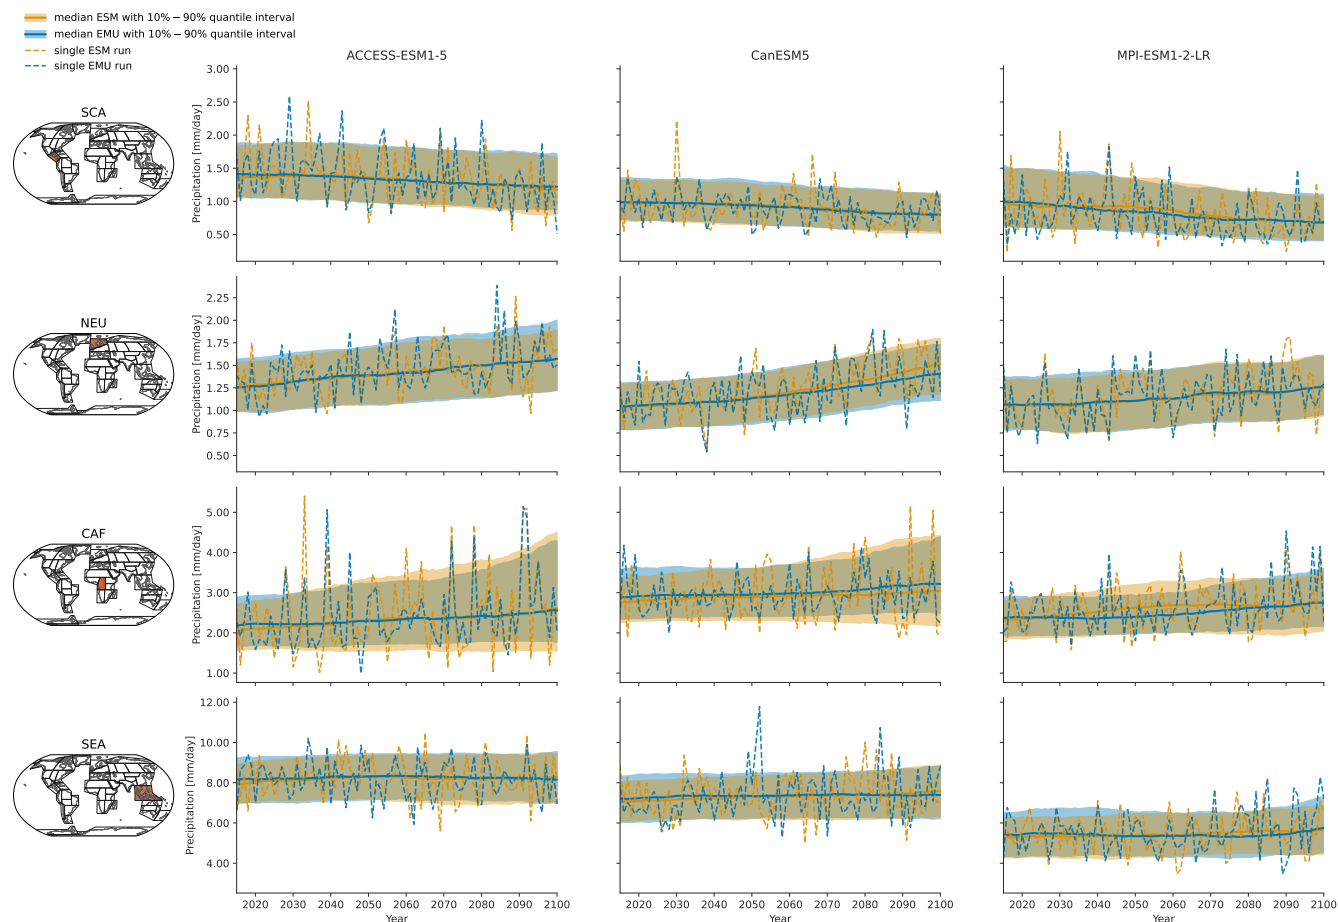 median ESM with 10% − 90% quantile interval
median EMU with 10% − 90% quantile interval
single ESM run
single EMU run
ACCESS-ESM1-5
CanESM5
MPI-ESM1-2-LR
SCA
Precipitation [mm/day]
3.00
2.50
2.00
1.50
1.00
0.50
NEU
Precipitation [mm/day]
2.25
2.00
1.75
1.50
1.25
1.00
0.75
0.50
CAF
Precipitation [mm/day]
5.00
4.00
3.00
2.00
1.00
SEA
Precipitation [mm/day]
12.00
10.00
8.00
6.00
4.00
2020 2030 2040 2050 2060 2070 2080 2090 2100
Year
2020 2030 2040 2050 2060 2070 2080 2090 2100
Year
2020 2030 2040 2050 2060 2070 2080 2090 2100
Year